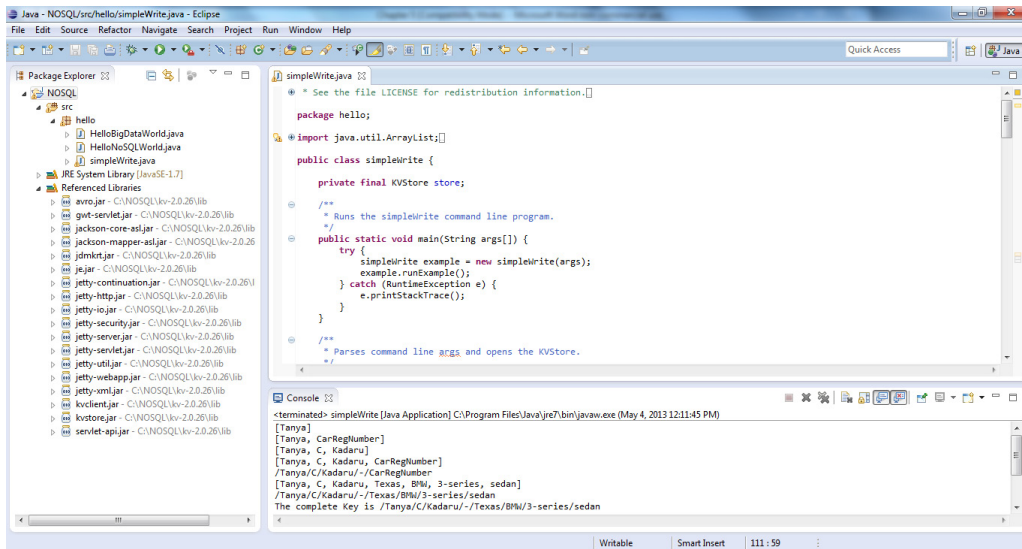 Java - NOSQL/src/hello/simpleWrite.java - Eclipse
File Edit Source Refactor Navigate Search Project Run Window Help
Quick Access
Java
Package Explorer
NOSQL
src
hello
HelloBigDataWorld.java
HelloNoSQLWorld.java
simpleWrite.java
JRE System Library [JavaSE-1.7]
Referenced Libraries
avro.jar - C:\NOSQL\kv-2.0.26\lib
gwt-servlet.jar - C:\NOSQL\kv-2.0.26\lib
jackson-core-asl.jar - C:\NOSQL\kv-2.0.26\lib
jackson-mapper-asl.jar - C:\NOSQL\kv-2.0.26
jdmkrt.jar - C:\NOSQL\kv-2.0.26\lib
je.jar - C:\NOSQL\kv-2.0.26\lib
jetty-continuation.jar - C:\NOSQL\kv-2.0.26\l
jetty-http.jar - C:\NOSQL\kv-2.0.26\lib
jetty-io.jar - C:\NOSQL\kv-2.0.26\lib
jetty-security.jar - C:\NOSQL\kv-2.0.26\lib
jetty-server.jar - C:\NOSQL\kv-2.0.26\lib
jetty-servlet.jar - C:\NOSQL\kv-2.0.26\lib
jetty-util.jar - C:\NOSQL\kv-2.0.26\lib
jetty-webapp.jar - C:\NOSQL\kv-2.0.26\lib
jetty-xml.jar - C:\NOSQL\kv-2.0.26\lib
kvclient.jar - C:\NOSQL\kv-2.0.26\lib
kvstore.jar - C:\NOSQL\kv-2.0.26\lib
servlet-api.jar - C:\NOSQL\kv-2.0.26\lib
simpleWrite.java
* See the file LICENSE for redistribution information.
package hello;
import java.util.ArrayList;
public class simpleWrite {
private final KVStore store;
/**
* Runs the simpleWrite command line program.
*/
public static void main(String args[]) {
try {
simpleWrite example = new simpleWrite(args);
example.runExample();
} catch (RuntimeException e) {
e.printStackTrace();
}
}
/**
* Parses command line args and opens the KVStore.
*/
Console
<terminated> simpleWrite [Java Application] C:\Program Files\Java\jre7\bin\javaw.exe (May 4, 2013 12:11:45 PM)
[Tanya]
[Tanya, CarRegNumber]
[Tanya, C, Kadaru]
[Tanya, C, Kadaru, CarRegNumber]
/Tanya/C/Kadaru/-/CarRegNumber
[Tanya, C, Kadaru, Texas, BMW, 3-series, sedan]
/Tanya/C/Kadaru/-/Texas/BMW/3-series/sedan
The complete Key is /Tanya/C/Kadaru/-/Texas/BMW/3-series/sedan
Writable Smart Insert 111 : 59